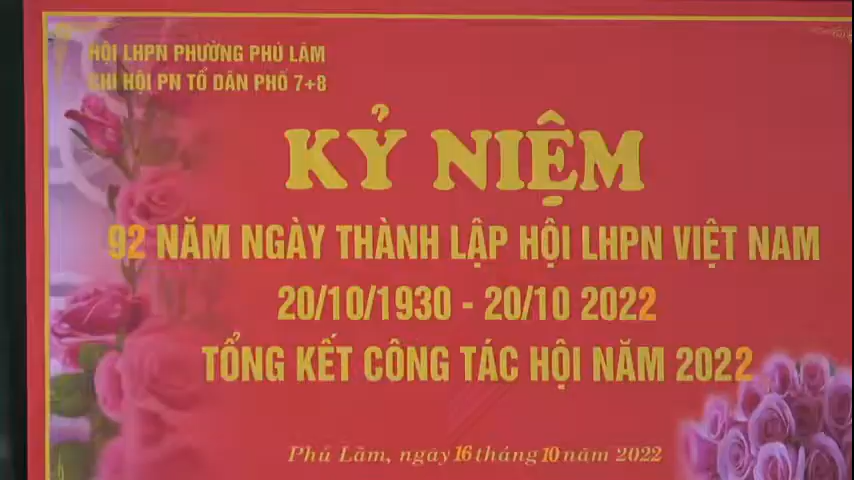 HỘI LHPN PHƯỜNG PHÚ LÂM
CHI HỘI PN TỔ DÂN PHỐ 7+8
KỶ NIỆM
92 NĂM NGÀY THÀNH LẬP HỘI LHPN VIỆT NAM
20/10/1930 - 20/10 2022
TỔNG KẾT CÔNG TÁC HỘI NĂM 2022
Phú Lãm, ngày 16 tháng 10 năm 2022